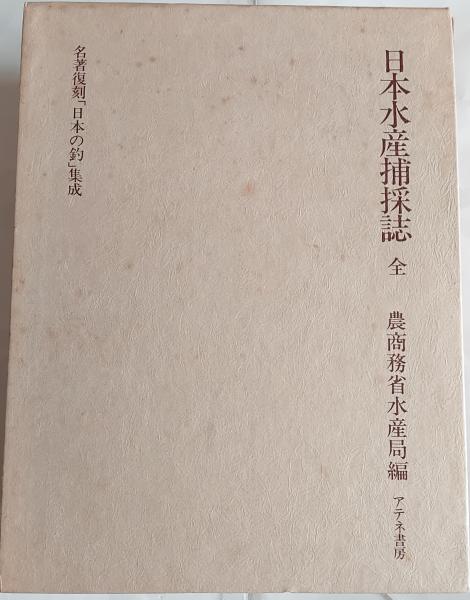 日本水産捕採誌 全
農商務省水産局編 アテネ書房
名著復刻「日本の釣」集成